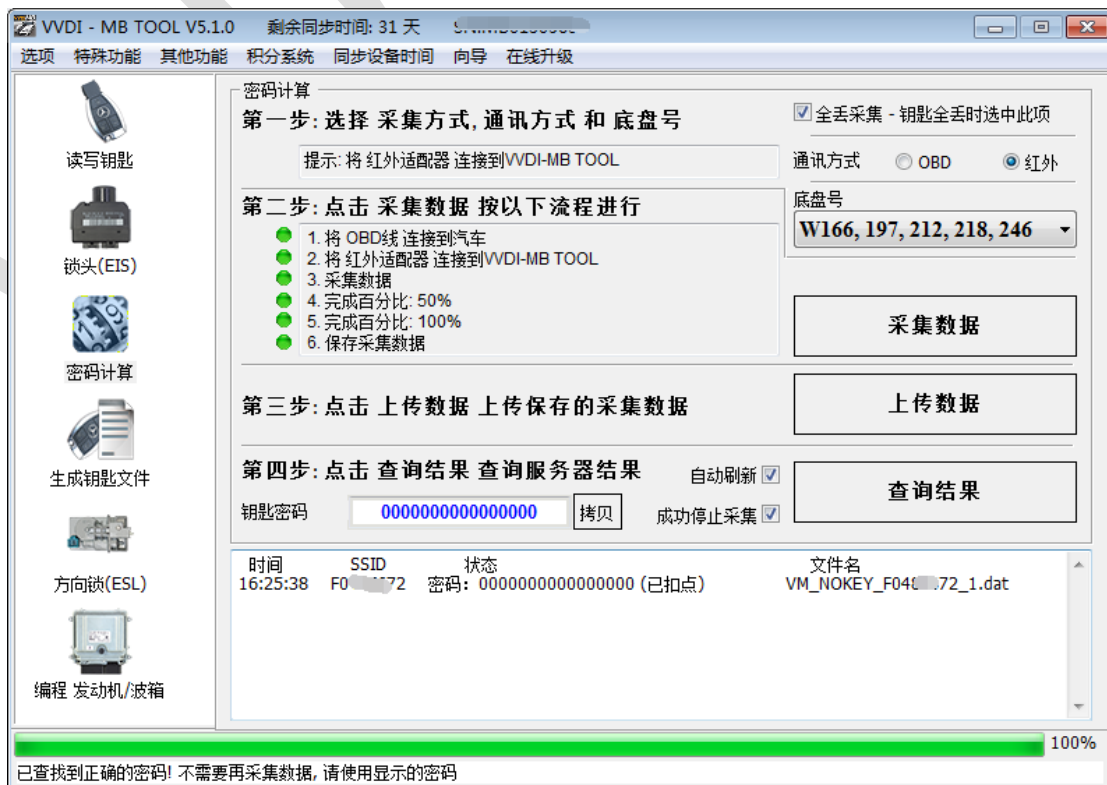 VVDI - MB TOOL V5.1.0 剩余同步时间: 31 天
选项 特殊功能 其他功能 积分系统 同步设备时间 向导 在线升级
读写钥匙
锁头(EIS)
密码计算
生成钥匙文件
方向锁(ESL)
编程 发动机/波箱
密码计算
第一步: 选择 采集方式, 通讯方式 和 底盘号
提示: 将 红外适配器 连接到VVDI-MB TOOL
全丢采集 - 钥匙全丢时选中此项
通讯方式 OBD 红外
底盘号
W166, 197, 212, 218, 246
第二步: 点击 采集数据 按以下流程进行
1. 将 OBD线 连接到汽车
2. 将 红外适配器 连接到VVDI-MB TOOL
3. 采集数据
4. 完成百分比: 50%
5. 完成百分比: 100%
6. 保存采集数据
采集数据
第三步: 点击 上传数据 上传保存的采集数据
上传数据
第四步: 点击 查询结果 查询服务器结果
自动刷新
查询结果
钥匙密码 0000000000000000 拷贝 成功停止采集
时间 SSID 状态 文件名
16:25:38 F0 72 密码: 0000000000000000 (已扣点) VM_NOKEY_F048 72_1.dat
100%
已查找到正确的密码! 不需要再采集数据, 请使用显示的密码